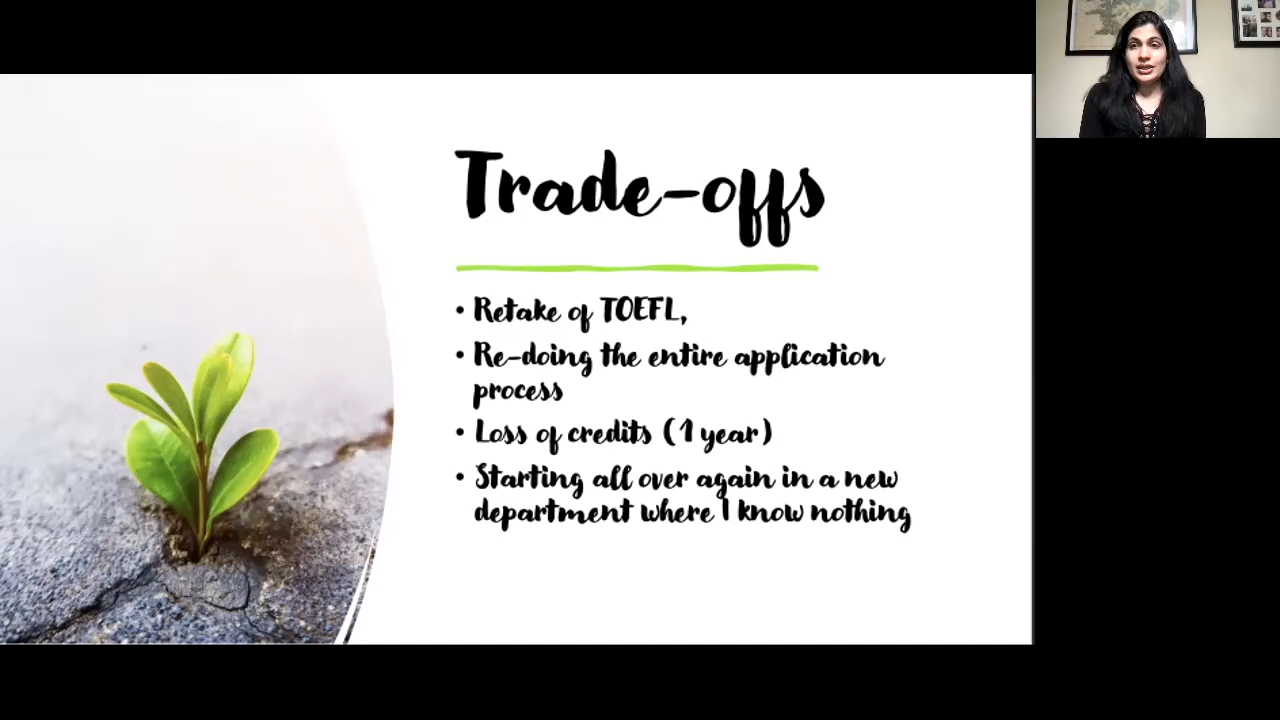 Trade-offs
• Retake of TOEFL,
• Re-doing the entire application
process
• Loss of credits (1 year)
• Starting all over again in a new
department where I know nothing